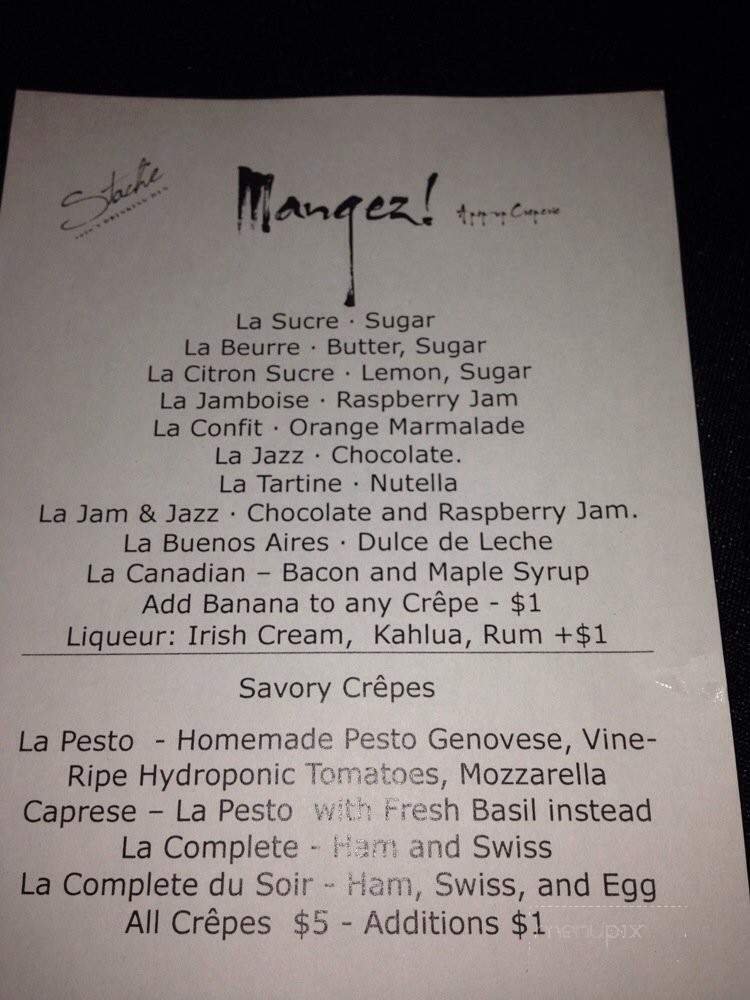 Stache
Mangez! A pop-up Creperie
La Sucre · Sugar
La Beurre · Butter, Sugar
La Citron Sucre · Lemon, Sugar
La Jamboise · Raspberry Jam
La Confit · Orange Marmalade
La Jazz · Chocolate.
La Tartine · Nutella
La Jam & Jazz · Chocolate and Raspberry Jam.
La Buenos Aires · Dulce de Leche
La Canadian – Bacon and Maple Syrup
Add Banana to any Crêpe - $1
Liqueur: Irish Cream, Kahlua, Rum +$1
Savory Crêpes
La Pesto - Homemade Pesto Genovese, Vine-
Ripe Hydroponic Tomatoes, Mozzarella
Caprese – La Pesto with Fresh Basil instead
La Complete - Ham and Swiss
La Complete du Soir - Ham, Swiss, and Egg
All Crêpes $5 - Additions $1
menupix